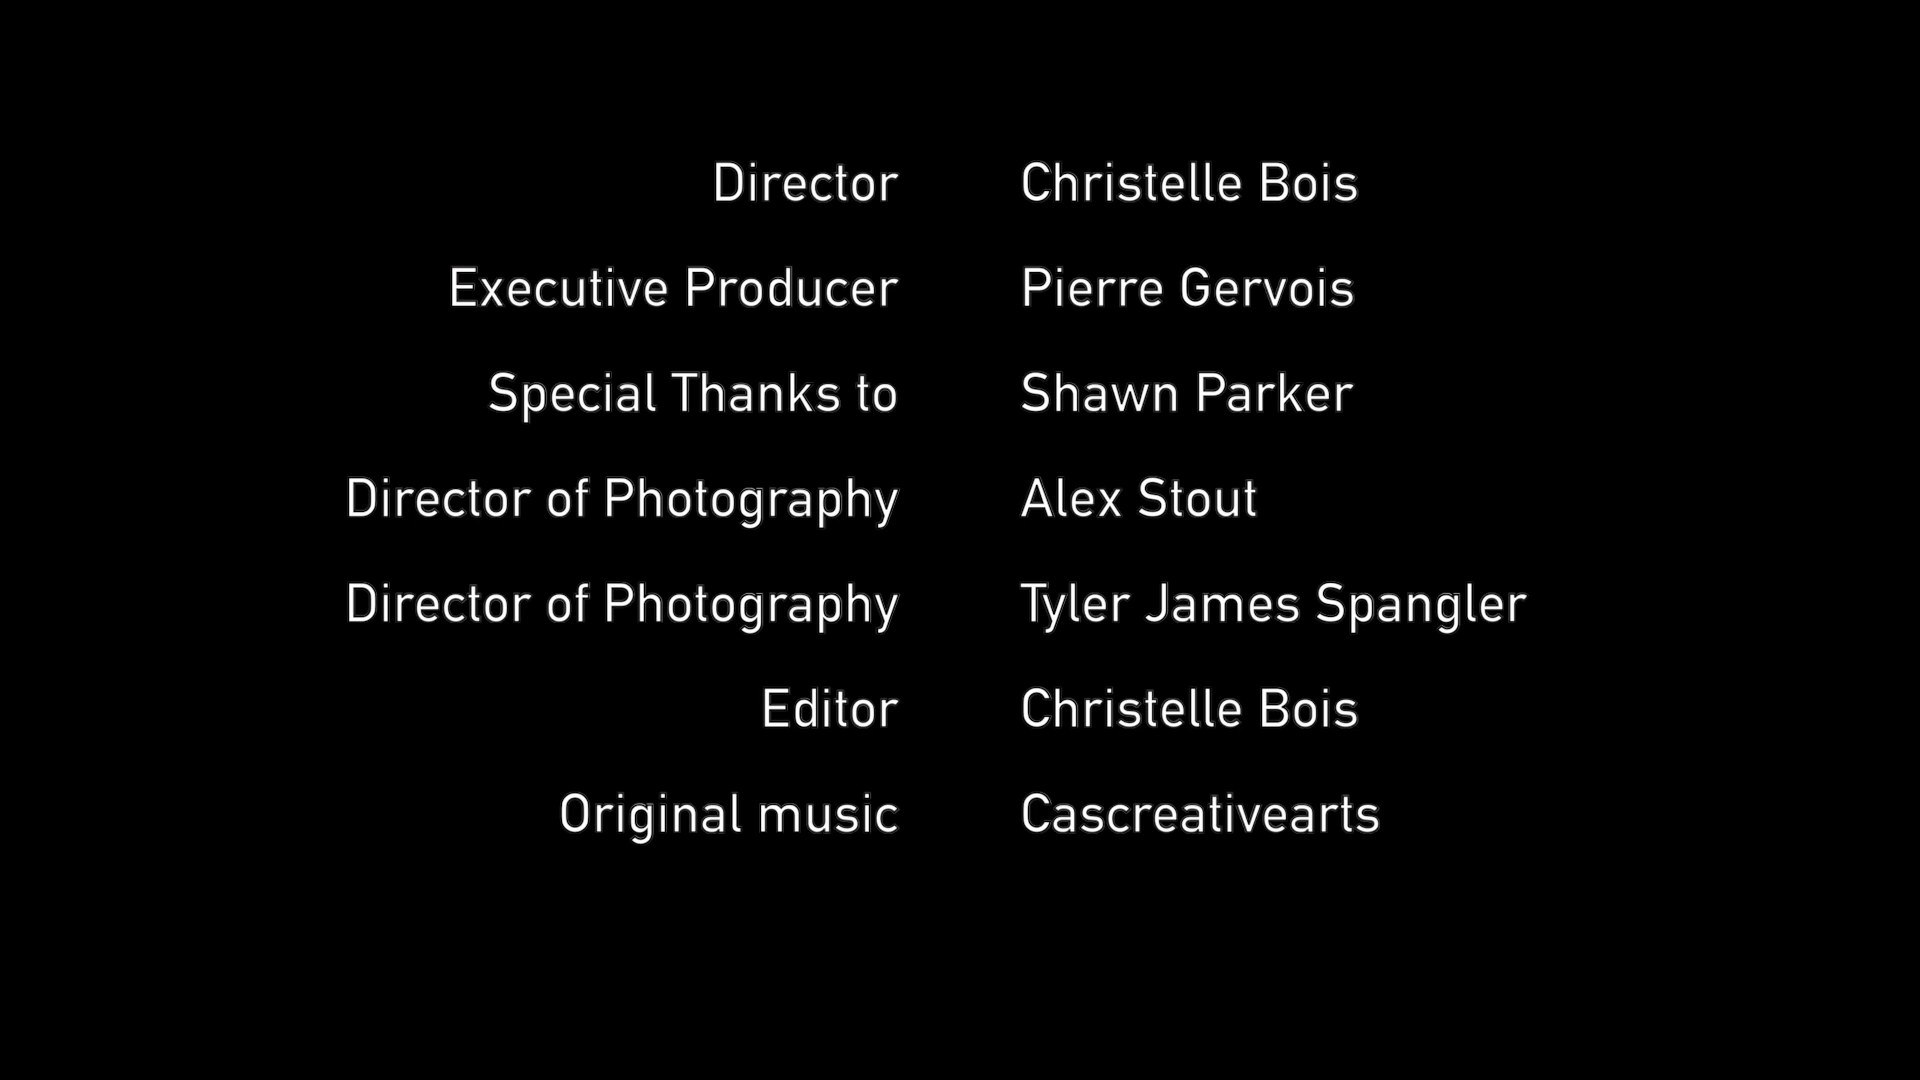 Director Christelle Bois
Executive Producer Pierre Gervois
Special Thanks to Shawn Parker
Director of Photography Alex Stout
Director of Photography Tyler James Spangler
Editor Christelle Bois
Original music Cascreativearts